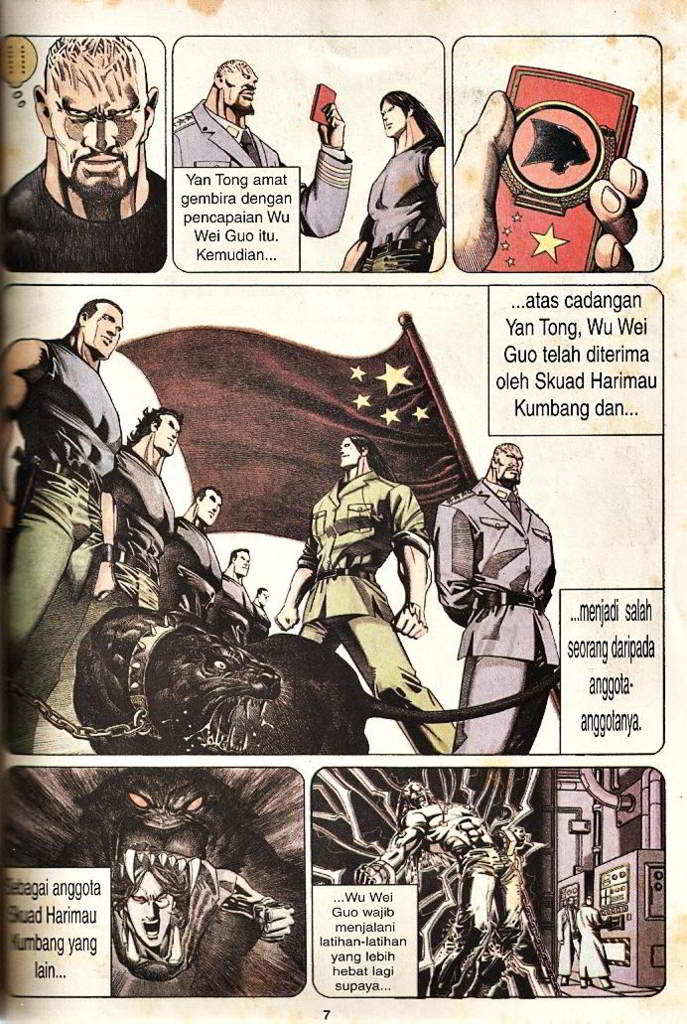 Yan Tong amat
gembira dengan
pencapaian Wu
Wei Guo itu.
Kemudian...
...atas cadangan
Yan Tong, Wu Wei
Guo telah diterima
oleh Skuad Harimau
Kumbang dan...
...menjadi salah
seorang daripada
anggota-
anggotanya.
Sebagai anggota
Skuad Harimau
Kumbang yang
lain...
...Wu Wei
Guo wajib
menjalani
latihan-latihan
yang lebih
hebat lagi
supaya...
7